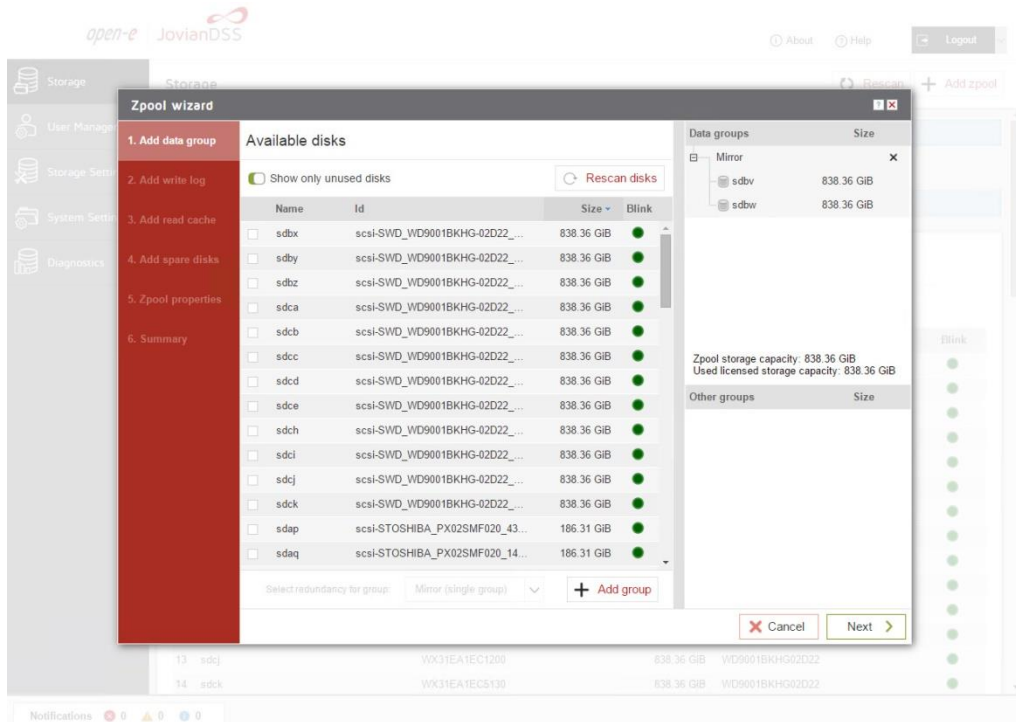 open-e JovianDSS
About Help Logout
Storage
Storage
Rescan
Add zpool
User Manage
Storage Setti
System Settin
Diagnostics
Zpool wizard
1. Add data group
2. Add write log
3. Add read cache
4. Add spare disks
5. Zpool properties
6. Summary
Available disks
Show only unused disks
Rescan disks
Name Id Size Blink
sdbx scsi-SWD_WD9001BKHG-02D22_... 838.36 GiB
sdby scsi-SWD_WD9001BKHG-02D22_... 838.36 GiB
sdbz scsi-SWD_WD9001BKHG-02D22_... 838.36 GiB
sdca scsi-SWD_WD9001BKHG-02D22_... 838.36 GiB
sdcb scsi-SWD_WD9001BKHG-02D22_... 838.36 GiB
sdcc scsi-SWD_WD9001BKHG-02D22_... 838.36 GiB
sdcd scsi-SWD_WD9001BKHG-02D22_... 838.36 GiB
sdce scsi-SWD_WD9001BKHG-02D22_... 838.36 GiB
sdch scsi-SWD_WD9001BKHG-02D22_... 838.36 GiB
sdci scsi-SWD_WD9001BKHG-02D22_... 838.36 GiB
sdcj scsi-SWD_WD9001BKHG-02D22_... 838.36 GiB
sdck scsi-SWD_WD9001BKHG-02D22_... 838.36 GiB
sdap scsi-STOSHIBA_PX02SMF020_43... 186.31 GiB
sdaq scsi-STOSHIBA_PX02SMF020_14... 186.31 GiB
Select redundancy for group: Mirror (single group)
Add group
Data groups Size
Mirror
sdbv 838.36 GiB
sdbw 838.36 GiB
Zpool storage capacity: 838.36 GiB
Used licensed storage capacity: 838.36 GiB
Other groups Size
Cancel
Next
Blink
13 sdcj WX31EA1EC1200 838.36 GiB WD9001BKHG02D22
14 sdck WX31EA1EC5130 838.36 GiB WD9001BKHG02D22
Notifications 0 0 0